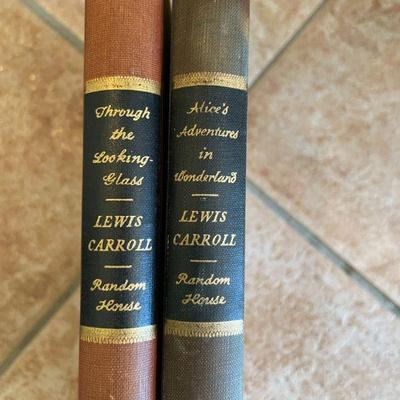 Through
the
Looking-
Glass
LEWIS
CARROLL
Random
House
Alice's
Adventures
in
Wonderland
LEWIS
CARROLL
Random
House